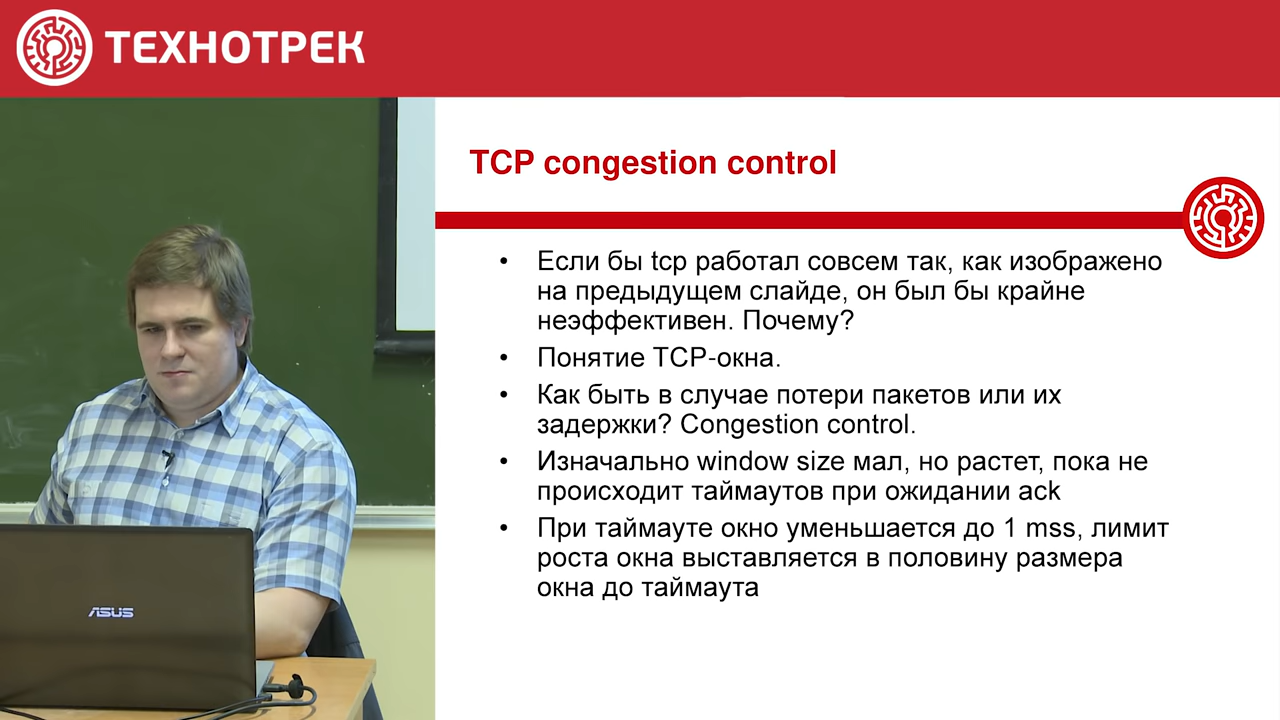 ТЕХНОТРЕК
TCP congestion control
• Если бы tcp работал совсем так, как изображено
на предыдущем слайде, он был бы крайне
неэффективен. Почему?
• Понятие TCP-окна.
• Как быть в случае потери пакетов или их
задержки? Congestion control.
• Изначально window size мал, но растет, пока не
происходит таймаутов при ожидании ack
• При таймауте окно уменьшается до 1 mss, лимит
роста окна выставляется в половину размера
окна до таймаута
ASUS